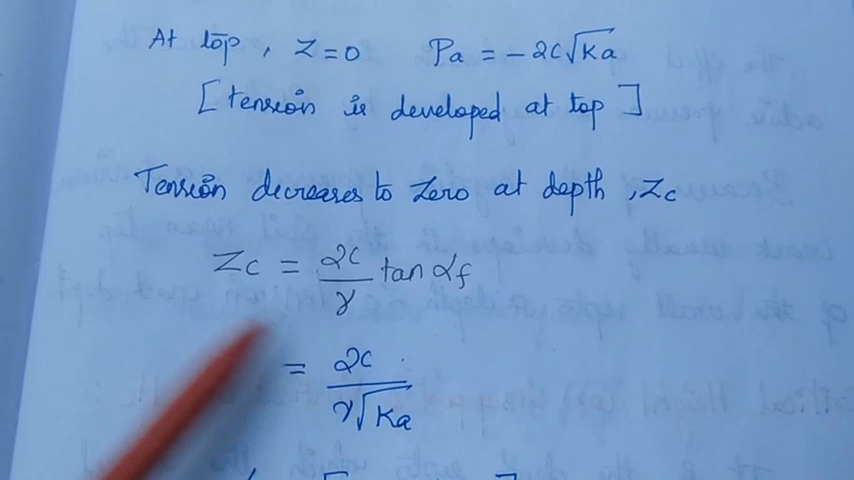 At top, Z=0 Pa = -2C√Ka
[tension is developed at top]
Tension decreases to Zero at depth, Zc
Zc = 2C/γ tan αf
= 2C/γ√Ka